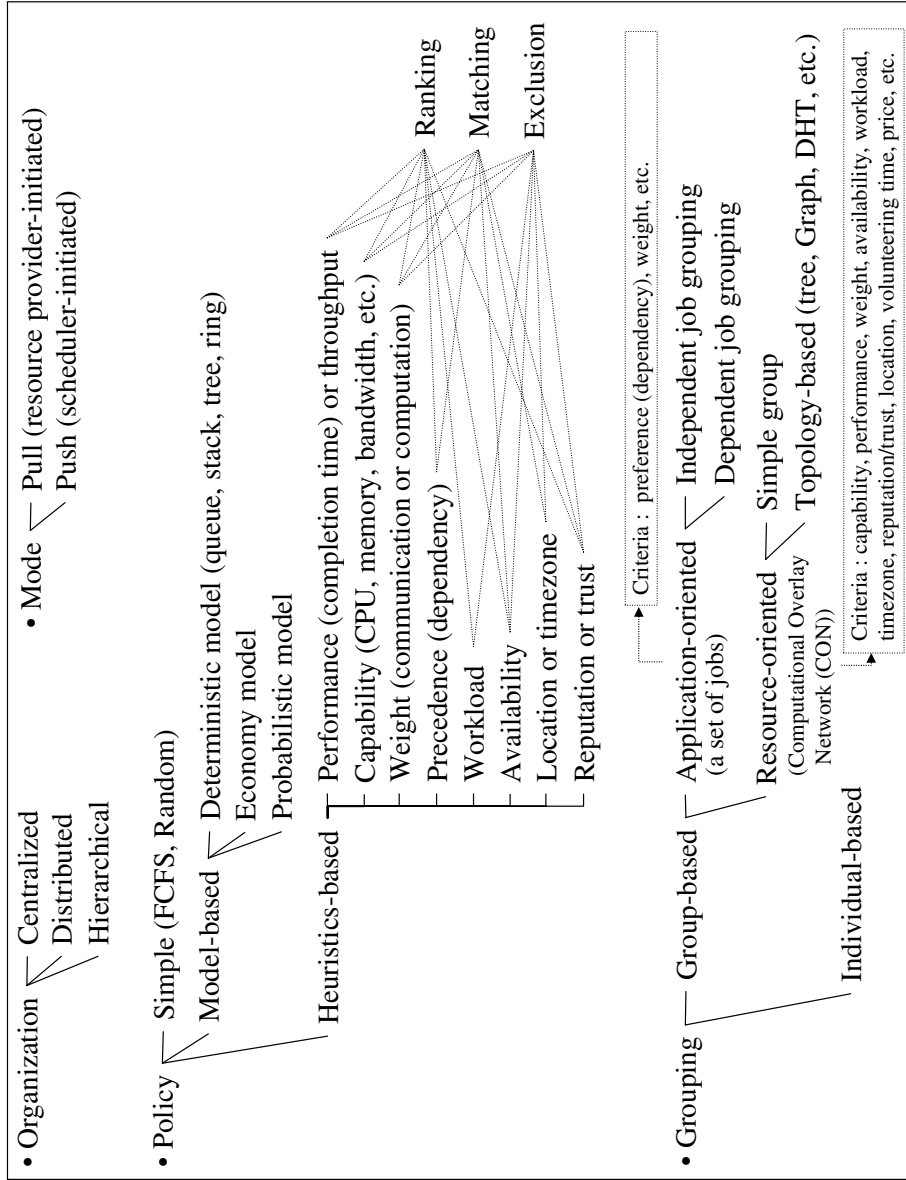 • Organization
Centralized
Distributed
Hierarchical
• Mode
Pull (resource provider-initiated)
Push (scheduler-initiated)
• Policy
Simple (FCFS, Random)
Model-based
Deterministic model (queue, stack, tree, ring)
Economy model
Probabilistic model
Heuristics-based
Performance (completion time) or throughput
Capability (CPU, memory, bandwidth, etc.)
Weight (communication or computation)
Precedence (dependency)
Workload
Availability
Location or timezone
Reputation or trust
Ranking
Matching
Exclusion
• Grouping
Group-based
Application-oriented
(a set of jobs)
Criteria : preference (dependency), weight, etc.
Independent job grouping
Dependent job grouping
Resource-oriented
(Computational Overlay
Network (CON))
Simple group
Topology-based (tree, Graph, DHT, etc.)
Criteria : capability, performance, weight, availability, workload,
timezone, reputation/trust, location, volunteering time, price, etc.
Individual-based